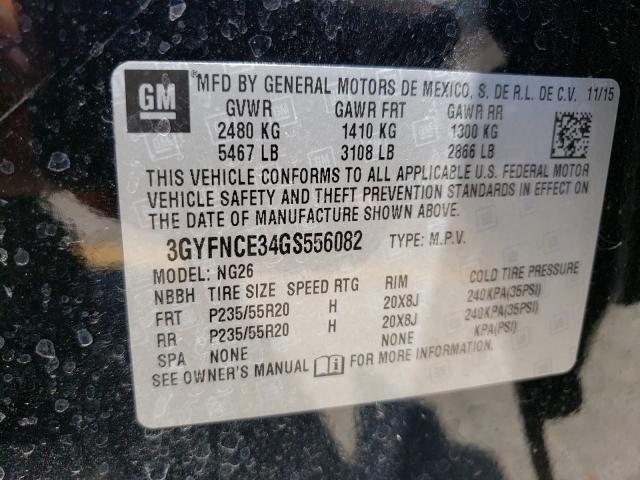 GM
MFD BY GENERAL MOTORS DE MEXICO, S. DE R.L. DE C.V. 11/15
GVWR GAWR FRT GAWR RR
2480 KG 1410 KG 1300 KG
5467 LB 3108 LB 2866 LB
THIS VEHICLE CONFORMS TO ALL APPLICABLE U.S. FEDERAL MOTOR
VEHICLE SAFETY AND THEFT PREVENTION STANDARDS IN EFFECT ON
THE DATE OF MANUFACTURE SHOWN ABOVE.
3GYFNCE34GS556082 TYPE: M.P.V.
MODEL: NG26
NBBH TIRE SIZE SPEED RTG RIM COLD TIRE PRESSURE
FRT P235/55R20 H 20X8J 240KPA(35PSI)
RR P235/55R20 H 20X8J 240KPA(35PSI)
SPA NONE NONE KPA(PSI)
SEE OWNER'S MANUAL i FOR MORE INFORMATION.